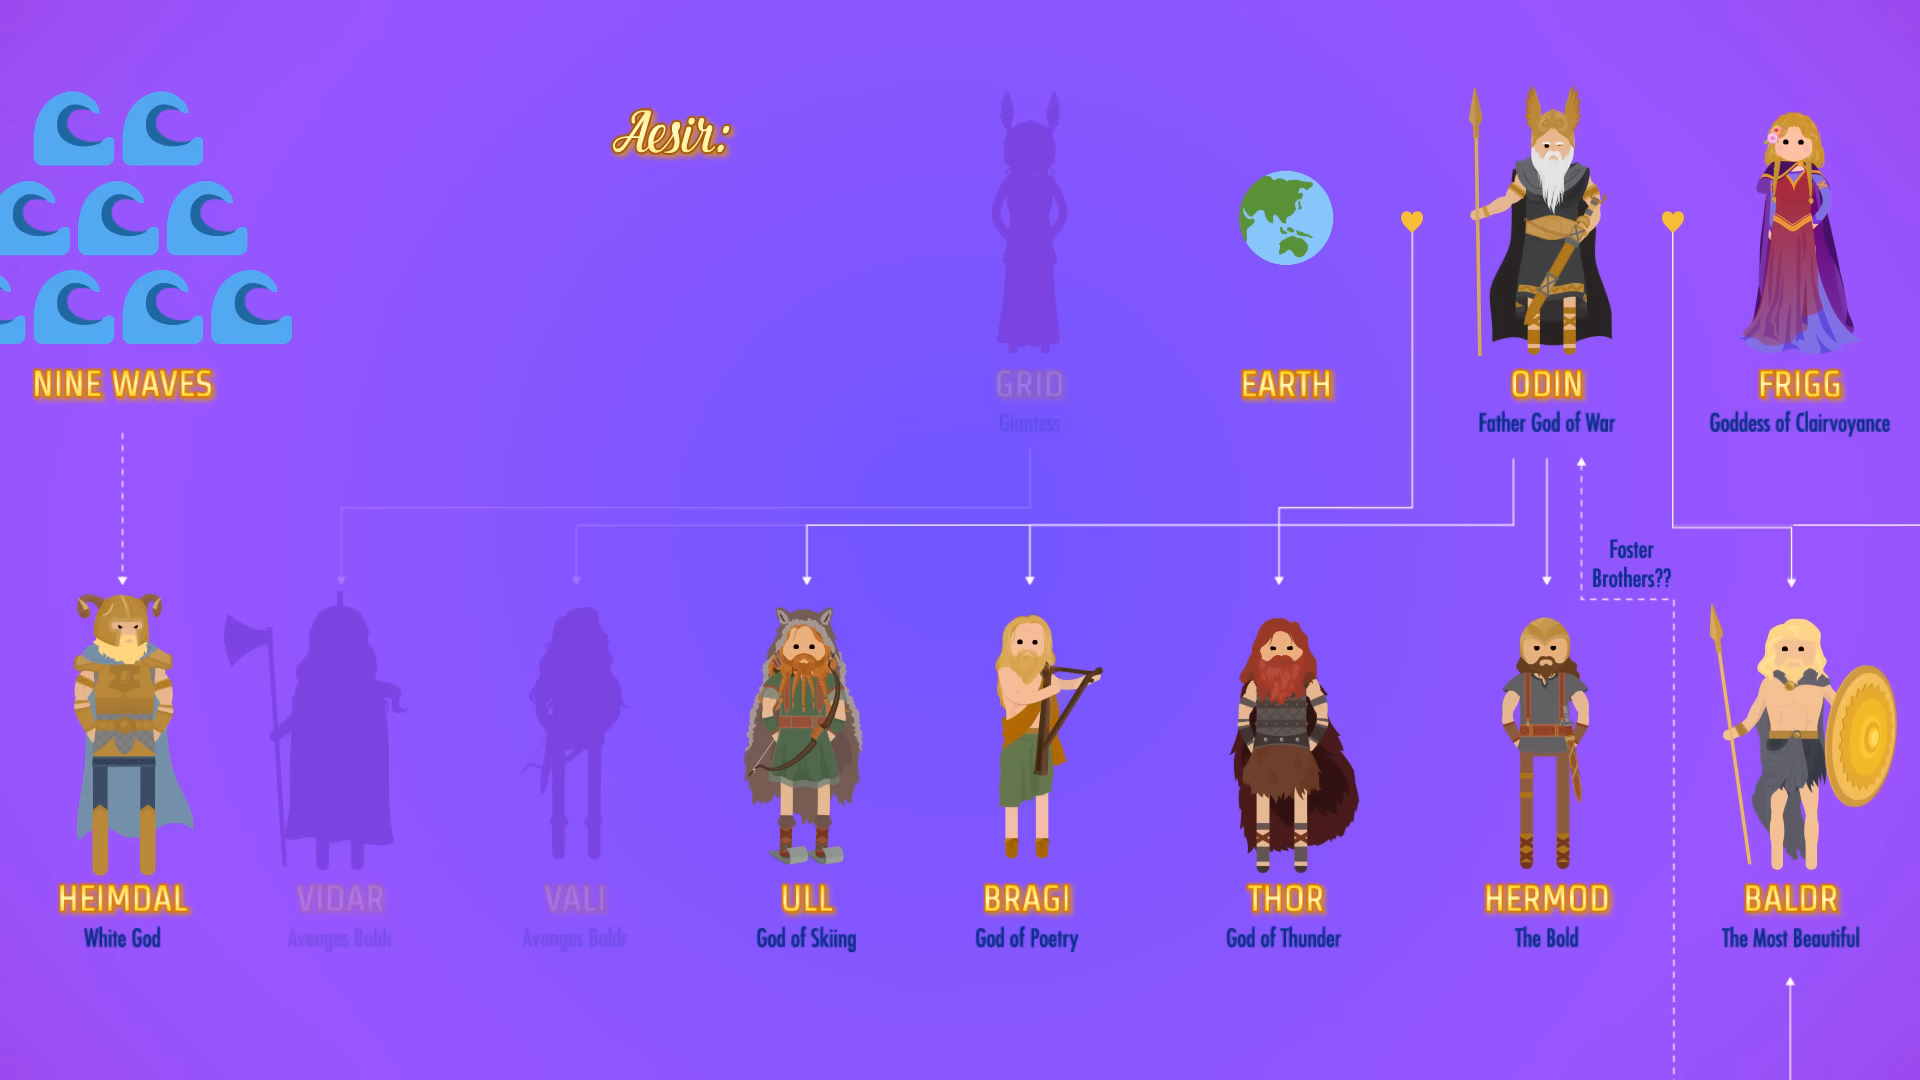 Aesir:
NINE WAVES
GRID
Giantess
EARTH
ODIN
Father God of War
FRIGG
Goddess of Clairvoyance
Foster
Brothers??
HEIMDAL
White God
VIDAR
Avenges Baldr
VALI
Avenges Baldr
ULL
God of Skiing
BRAGI
God of Poetry
THOR
God of Thunder
HERMOD
The Bold
BALDR
The Most Beautiful